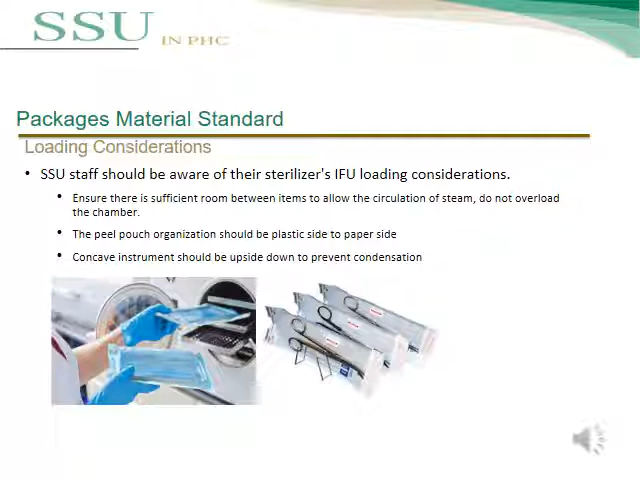 SSU
IN PHC
Packages Material Standard
Loading Considerations
• SSU staff should be aware of their sterilizer's IFU loading considerations.
• Ensure there is sufficient room between items to allow the circulation of steam, do not overload
the chamber.
• The peel pouch organization should be plastic side to paper side
• Concave instrument should be upside down to prevent condensation